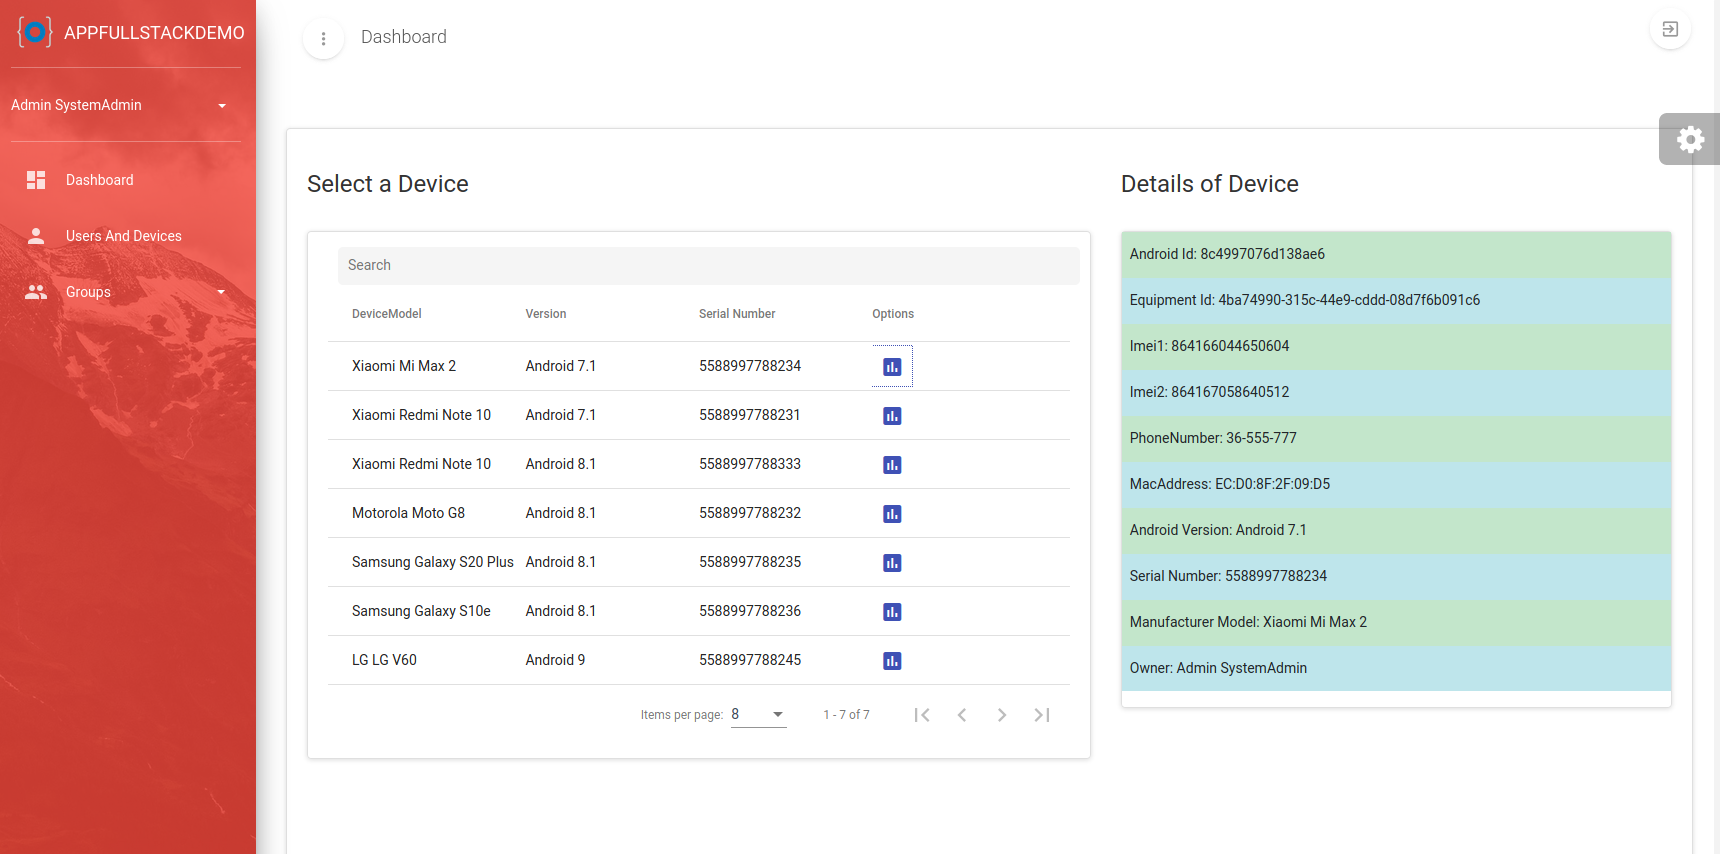 APPFULLSTACKDEMO
Admin SystemAdmin
Dashboard
Users And Devices
Groups
Dashboard
Select a Device
Search
DeviceModel Version Serial Number Options
Xiaomi Mi Max 2 Android 7.1 5588997788234
Xiaomi Redmi Note 10 Android 7.1 5588997788231
Xiaomi Redmi Note 10 Android 8.1 5588997788333
Motorola Moto G8 Android 8.1 5588997788232
Samsung Galaxy S20 Plus Android 8.1 5588997788235
Samsung Galaxy S10e Android 8.1 5588997788236
LG LG V60 Android 9 5588997788245
Items per page: 8 1 - 7 of 7
Details of Device
Android Id: 8c4997076d138ae6
Equipment Id: 4ba74990-315c-44e9-cddd-08d7f6b091c6
Imei1: 864166044650604
Imei2: 864167058640512
PhoneNumber: 36-555-777
MacAddress: EC:D0:8F:2F:09:D5
Android Version: Android 7.1
Serial Number: 5588997788234
Manufacturer Model: Xiaomi Mi Max 2
Owner: Admin SystemAdmin